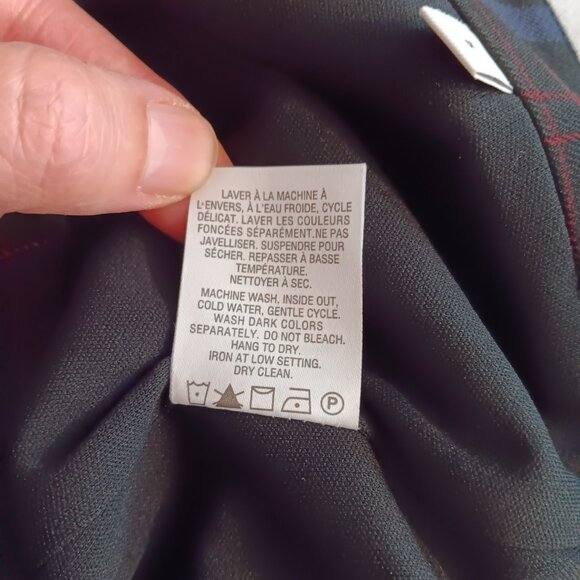 LAVER À LA MACHINE À
L'ENVERS, À L'EAU FROIDE, CYCLE
DÉLICAT. LAVER LES COULEURS
FONCÉES SÉPARÉMENT.NE PAS
JAVELLISER. SUSPENDRE POUR
SÉCHER. REPASSER À BASSE
TEMPÉRATURE.
NETTOYER À SEC.
MACHINE WASH, INSIDE OUT,
COLD WATER, GENTLE CYCLE.
WASH DARK COLORS
SEPARATELY. DO NOT BLEACH.
HANG TO DRY.
IRON AT LOW SETTING.
DRY CLEAN.
P